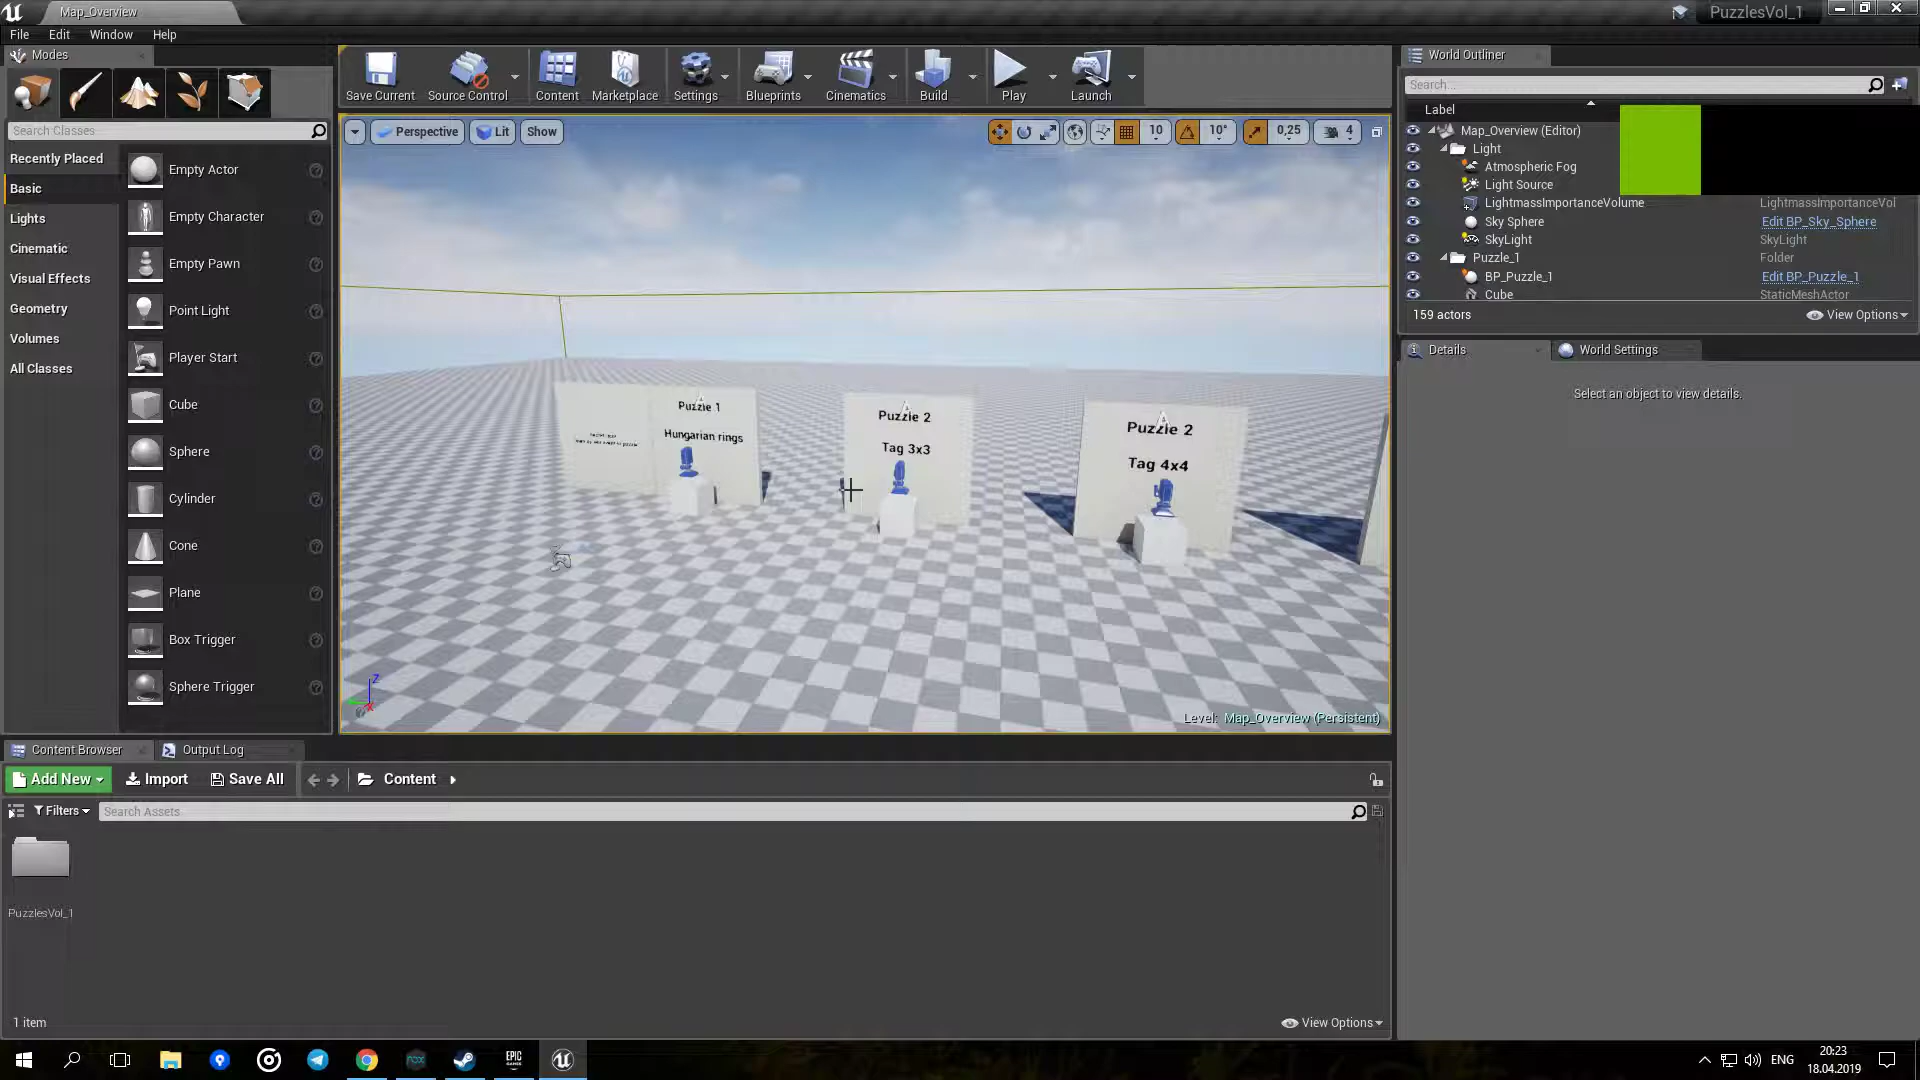 Map_Overview
PuzzlesVol_1
File Edit Window Help
Modes
Search Classes
Recently Placed
Basic
Lights
Cinematic
Visual Effects
Geometry
Volumes
All Classes
Empty Actor
Empty Character
Empty Pawn
Point Light
Player Start
Cube
Sphere
Cylinder
Cone
Plane
Box Trigger
Sphere Trigger
Save Current Source Control Content Marketplace Settings Blueprints Cinematics Build Play Launch
Perspective Lit Show 10 10° 0,25 4
Puzzle 1
Hungarian rings
Puzzle 2
Tag 3x3
Puzzle 2
Tag 4x4
Z
X
Level: Map_Overview (Persistent)
World Outliner
Search...
Label
Map_Overview (Editor)
Light
Atmospheric Fog
Light Source
LightmassImportanceVolume LightmassImportanceVol
Sky Sphere Edit BP_Sky_Sphere
SkyLight SkyLight
Puzzle_1 Folder
BP_Puzzle_1 Edit BP_Puzzle_1
Cube StaticMeshActor
159 actors View Options
Details World Settings
Select an object to view details.
Content Browser Output Log
Add New Import Save All Content
Filters Search Assets
PuzzlesVol_1
1 item View Options
EPIC GAMES
ENG
20:23
18.04.2019